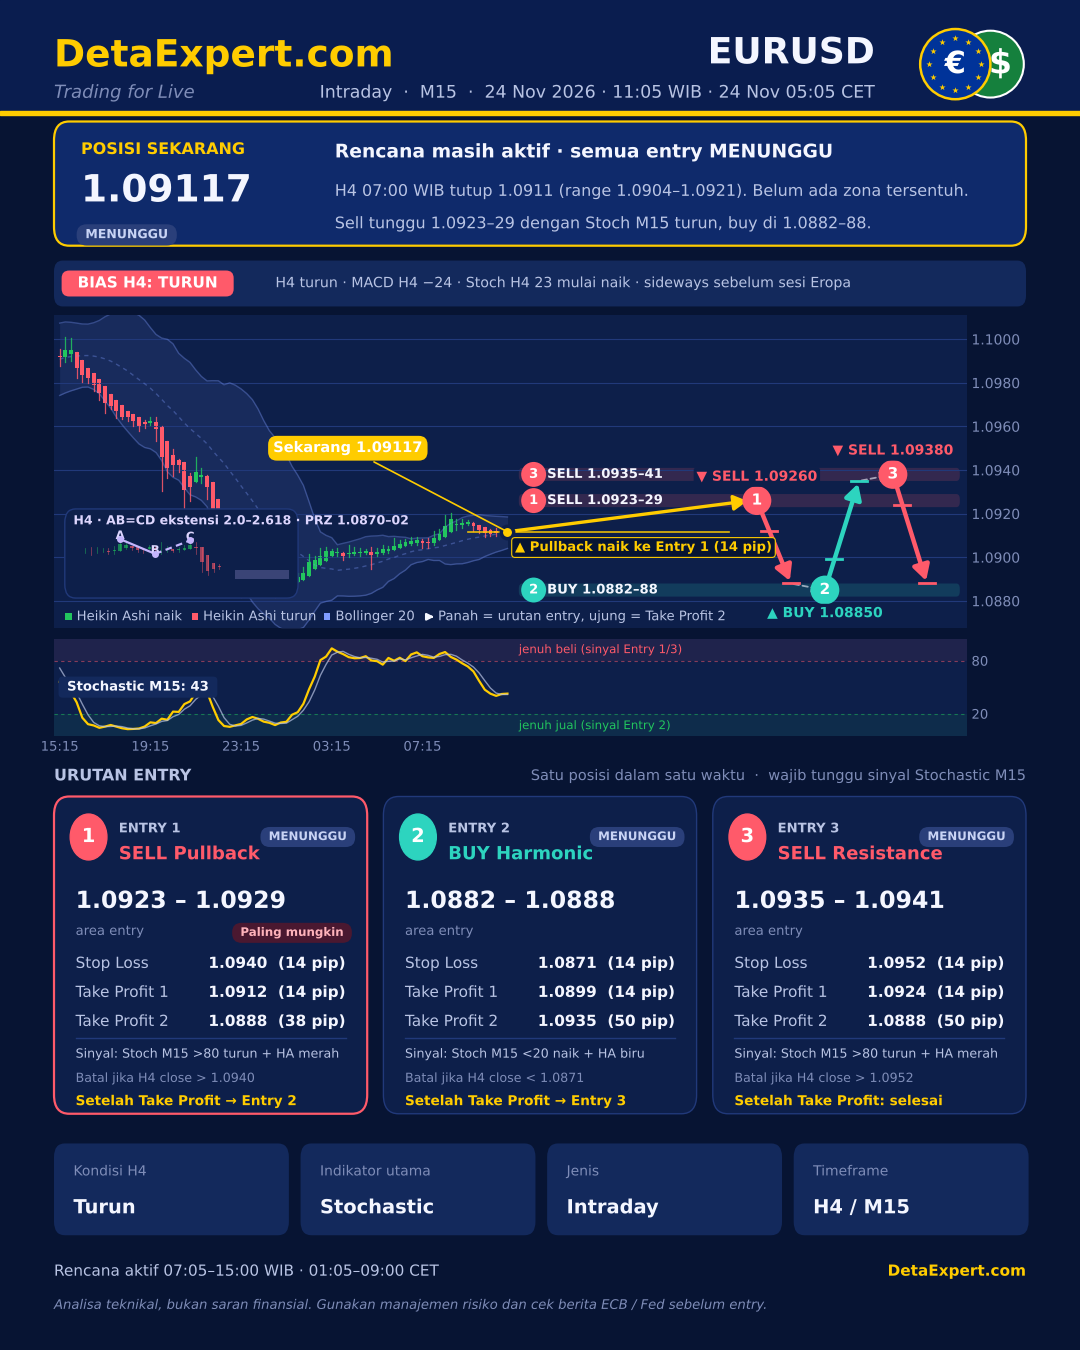 DetaExpert.com
EURUSD
€ $
Trading for Live
Intraday · M15 · 24 Nov 2026 · 11:05 WIB · 24 Nov 05:05 CET
POSISI SEKARANG
1.09117
MENUNGGU
Rencana masih aktif · semua entry MENUNGGU
H4 07:00 WIB tutup 1.0911 (range 1.0904–1.0921). Belum ada zona tersentuh.
Sell tunggu 1.0923–29 dengan Stoch M15 turun, buy di 1.0882–88.
BIAS H4: TURUN
H4 turun · MACD H4 −24 · Stoch H4 23 mulai naik · sideways sebelum sesi Eropa
1.1000
1.0980
1.0960
1.0940
1.0920
1.0900
1.0880
Sekarang 1.09117
▼ SELL 1.09380
3 SELL 1.0935–41
▼ SELL 1.09260
3
1 SELL 1.0923–29
1
H4 · AB=CD ekstensi 2.0–2.618 · PRZ 1.0870–02
A
B
C
▲ Pullback naik ke Entry 1 (14 pip)
2 BUY 1.0882–88
2
▲ BUY 1.08850
Heikin Ashi naik
Heikin Ashi turun
Bollinger 20
Panah = urutan entry, ujung = Take Profit 2
jenuh beli (sinyal Entry 1/3)
80
Stochastic M15: 43
20
jenuh jual (sinyal Entry 2)
15:15 19:15 23:15 03:15 07:15
URUTAN ENTRY
Satu posisi dalam satu waktu · wajib tunggu sinyal Stochastic M15
1
ENTRY 1
MENUNGGU
SELL Pullback
1.0923 – 1.0929
area entry
Paling mungkin
Stop Loss 1.0940 (14 pip)
Take Profit 1 1.0912 (14 pip)
Take Profit 2 1.0888 (38 pip)
Sinyal: Stoch M15 >80 turun + HA merah
Batal jika H4 close > 1.0940
Setelah Take Profit → Entry 2
2
ENTRY 2
MENUNGGU
BUY Harmonic
1.0882 – 1.0888
area entry
Stop Loss 1.0871 (14 pip)
Take Profit 1 1.0899 (14 pip)
Take Profit 2 1.0935 (50 pip)
Sinyal: Stoch M15 <20 naik + HA biru
Batal jika H4 close < 1.0871
Setelah Take Profit → Entry 3
3
ENTRY 3
MENUNGGU
SELL Resistance
1.0935 – 1.0941
area entry
Stop Loss 1.0952 (14 pip)
Take Profit 1 1.0924 (14 pip)
Take Profit 2 1.0888 (50 pip)
Sinyal: Stoch M15 >80 turun + HA merah
Batal jika H4 close > 1.0952
Setelah Take Profit: selesai
Kondisi H4
Turun
Indikator utama
Stochastic
Jenis
Intraday
Timeframe
H4 / M15
Rencana aktif 07:05–15:00 WIB · 01:05–09:00 CET
DetaExpert.com
Analisa teknikal, bukan saran finansial. Gunakan manajemen risiko dan cek berita ECB / Fed sebelum entry.